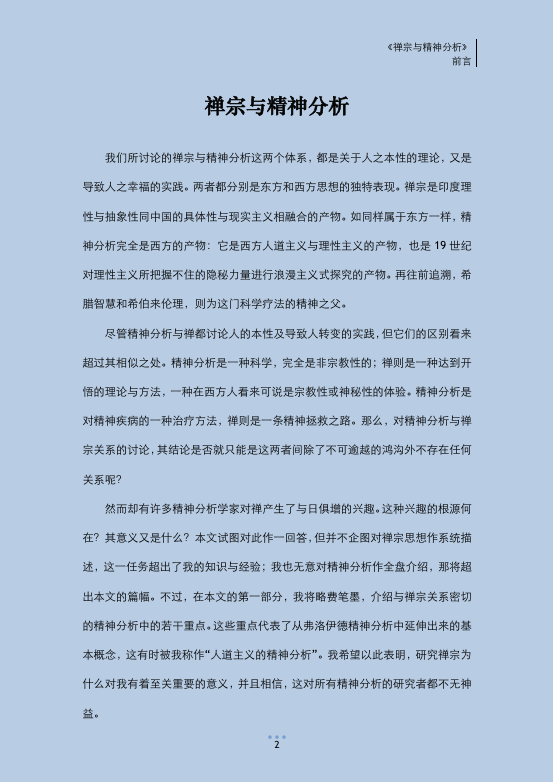 《禅宗与精神分析》
前言
禅宗与精神分析
我们所讨论的禅宗与精神分析这两个体系，都是关于人之本性的理论，又是
导致人之幸福的实践。两者都分别是东方和西方思想的独特表现。禅宗是印度理
性与抽象性同中国的具体性与现实主义相融合的产物。如同样属于东方一样，精
神分析完全是西方的产物：它是西方人道主义与理性主义的产物，也是 19 世纪
对理性主义所把握不住的隐秘力量进行浪漫主义式探究的产物。再往前追溯，希
腊智慧和希伯来伦理，则为这门科学疗法的精神之父。
尽管精神分析与禅都讨论人的本性及导致人转变的实践，但它们的区别看来
超过其相似之处。精神分析是一种科学，完全是非宗教性的；禅则是一种达到开
悟的理论与方法，一种在西方人看来可说是宗教性或神秘性的体验。精神分析是
对精神疾病的一种治疗方法，禅则是一条精神拯救之路。那么，对精神分析与禅
宗关系的讨论，其结论是否就只能是这两者间除了不可逾越的鸿沟外不存在任何
关系呢？
然而却有许多精神分析学家对禅产生了与日俱增的兴趣。这种兴趣的根源何
在？其意义又是什么？本文试图对此作一回答，但并不企图对禅宗思想作系统描
述，这一任务超出了我的知识与经验；我也无意对精神分析作全盘介绍，那将超
出本文的篇幅。不过，在本文的第一部分，我将略费笔墨，介绍与禅宗关系密切
的精神分析中的若干重点。这些重点代表了从弗洛伊德精神分析中延伸出来的基
本概念，这有时被我称作“人道主义的精神分析”。我希望以此表明，研究禅宗为
什么对我有着至关重要的意义，并且相信，这对所有精神分析的研究者都不无神
益。
2